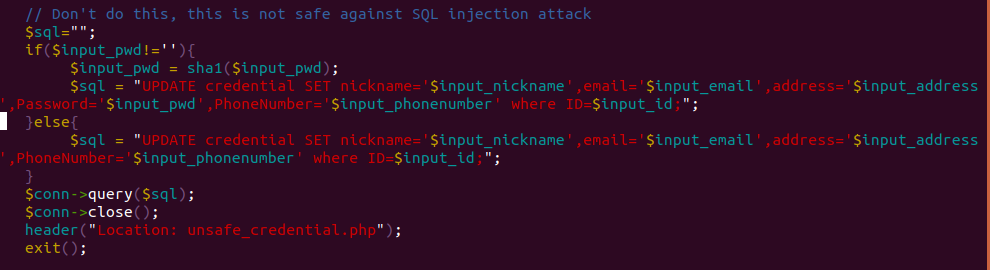 // Don't do this, this is not safe against SQL injection attack
$sql="";
if($input_pwd!=''){
$input_pwd = sha1($input_pwd);
$sql = "UPDATE credential SET nickname='$input_nickname',email='$input_email',address='$input_address
',Password='$input_pwd',PhoneNumber='$input_phonenumber' where ID=$input_id;";
}else{
$sql = "UPDATE credential SET nickname='$input_nickname',email='$input_email',address='$input_address
',PhoneNumber='$input_phonenumber' where ID=$input_id;";
}
$conn->query($sql);
$conn->close();
header("Location: unsafe_credential.php");
exit();